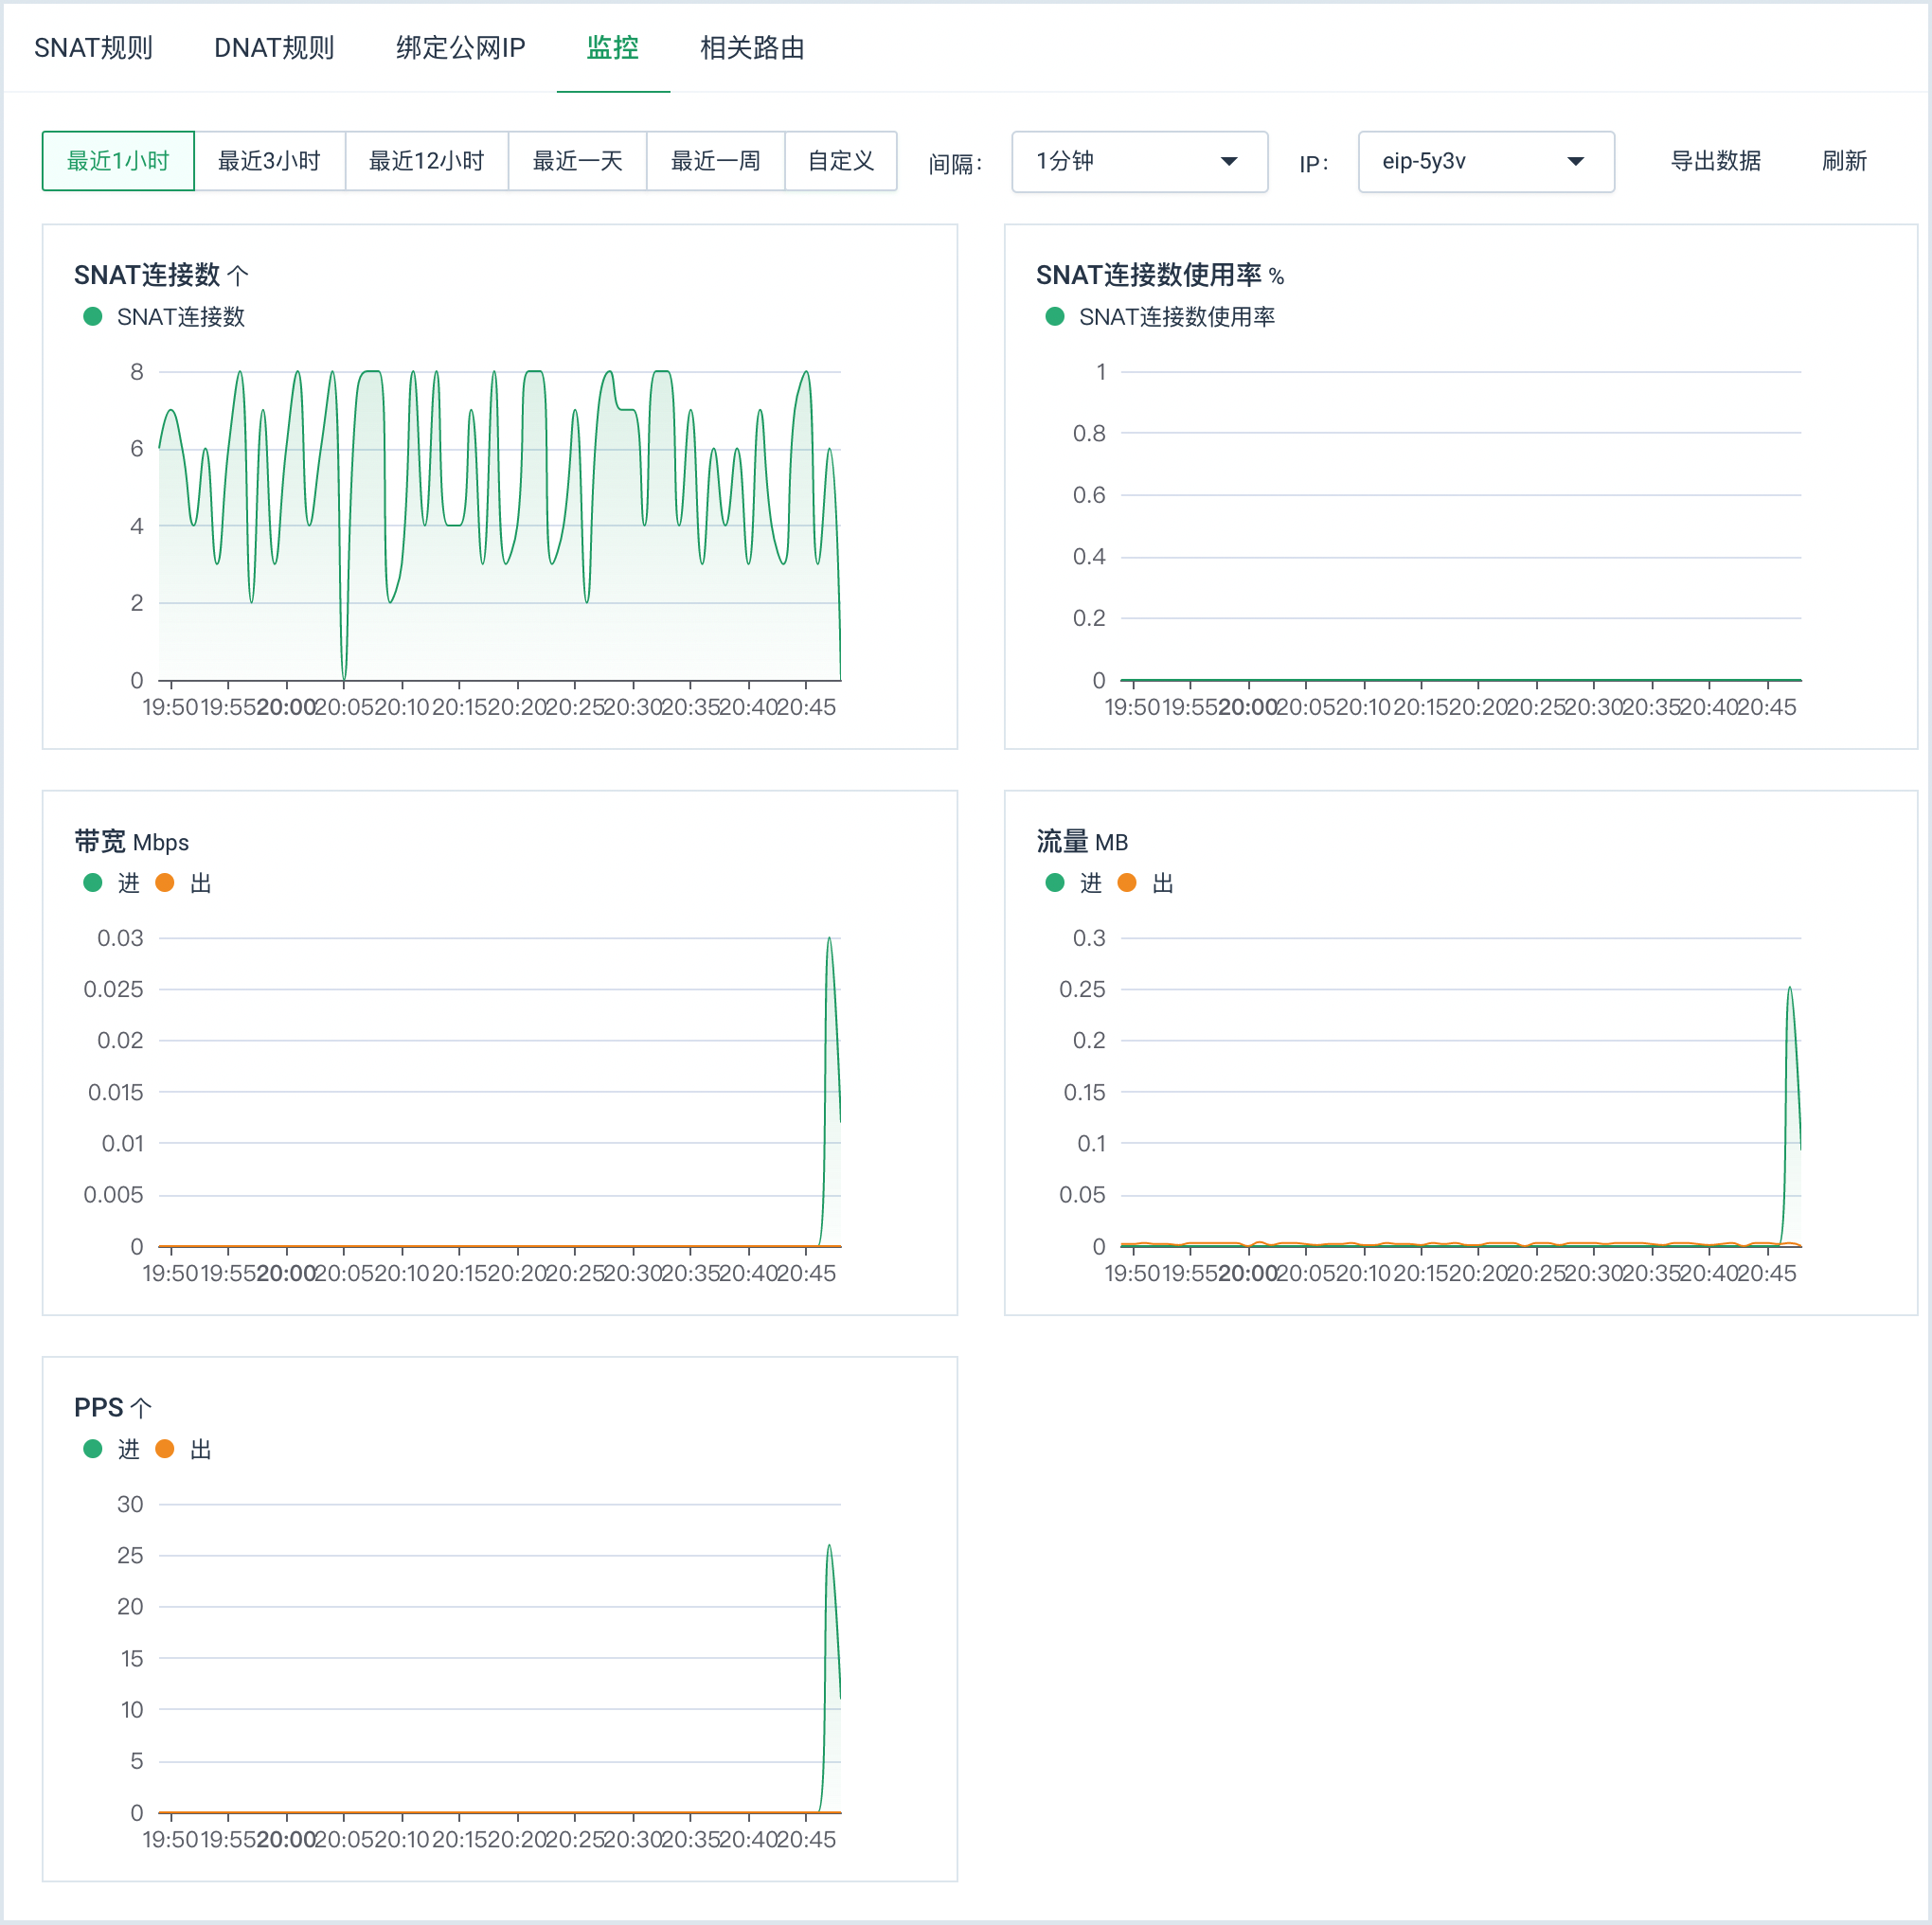 SNAT规则 DNAT规则 绑定公网IP 监控 相关路由
最近1小时 最近3小时 最近12小时 最近一天 最近一周 自定义 间隔： 1分钟 IP： eip-5y3v 导出数据 刷新
SNAT连接数 个
SNAT连接数
8
6
4
2
0
19:50 19:55 20:00 20:05 20:10 20:15 20:20 20:25 20:30 20:35 20:40 20:45
SNAT连接数使用率 %
SNAT连接数使用率
1
0.8
0.6
0.4
0.2
0
19:50 19:55 20:00 20:05 20:10 20:15 20:20 20:25 20:30 20:35 20:40 20:45
带宽 Mbps
进 出
0.03
0.025
0.02
0.015
0.01
0.005
0
19:50 19:55 20:00 20:05 20:10 20:15 20:20 20:25 20:30 20:35 20:40 20:45
流量 MB
进 出
0.3
0.25
0.2
0.15
0.1
0.05
0
19:50 19:55 20:00 20:05 20:10 20:15 20:20 20:25 20:30 20:35 20:40 20:45
PPS 个
进 出
30
25
20
15
10
5
0
19:50 19:55 20:00 20:05 20:10 20:15 20:20 20:25 20:30 20:35 20:40 20:45